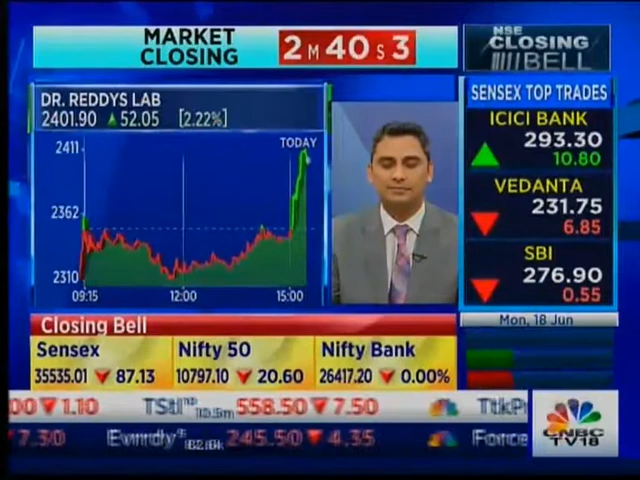 MARKET
CLOSING
2 M 40 S 3
NSE
CLOSING
BELL
DR. REDDYS LAB
2401.90 ▲ 52.05 [2.22%]
TODAY
2411
2362
2310
09:15 12:00 15:00
SENSEX TOP TRADES
ICICI BANK
293.30
10.80
VEDANTA
231.75
6.85
SBI
276.90
0.55
Mon, 18 Jun
Closing Bell
Sensex
35535.01 ▼ 87.13
Nifty 50
10797.10 ▼ 20.60
Nifty Bank
26417.20 ▼ 0.00%
▼ 1.10 558.50 ▼ 7.50
▼ 7.30 245.50 ▼ 4.35 Force
CNBC
TV18